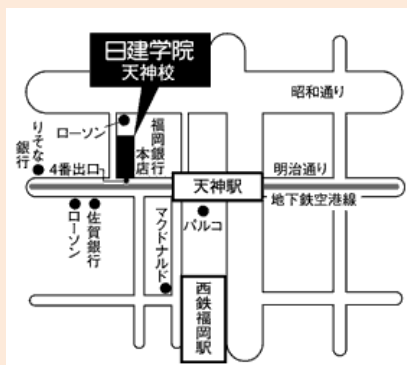 日建学院
天神校
昭和通り
ローソン
福岡銀行
本店
りそな
銀行
4番出口
明治通り
天神駅
地下鉄空港線
ローソン
佐賀銀行
マクドナルド
パルコ
西鉄福岡駅